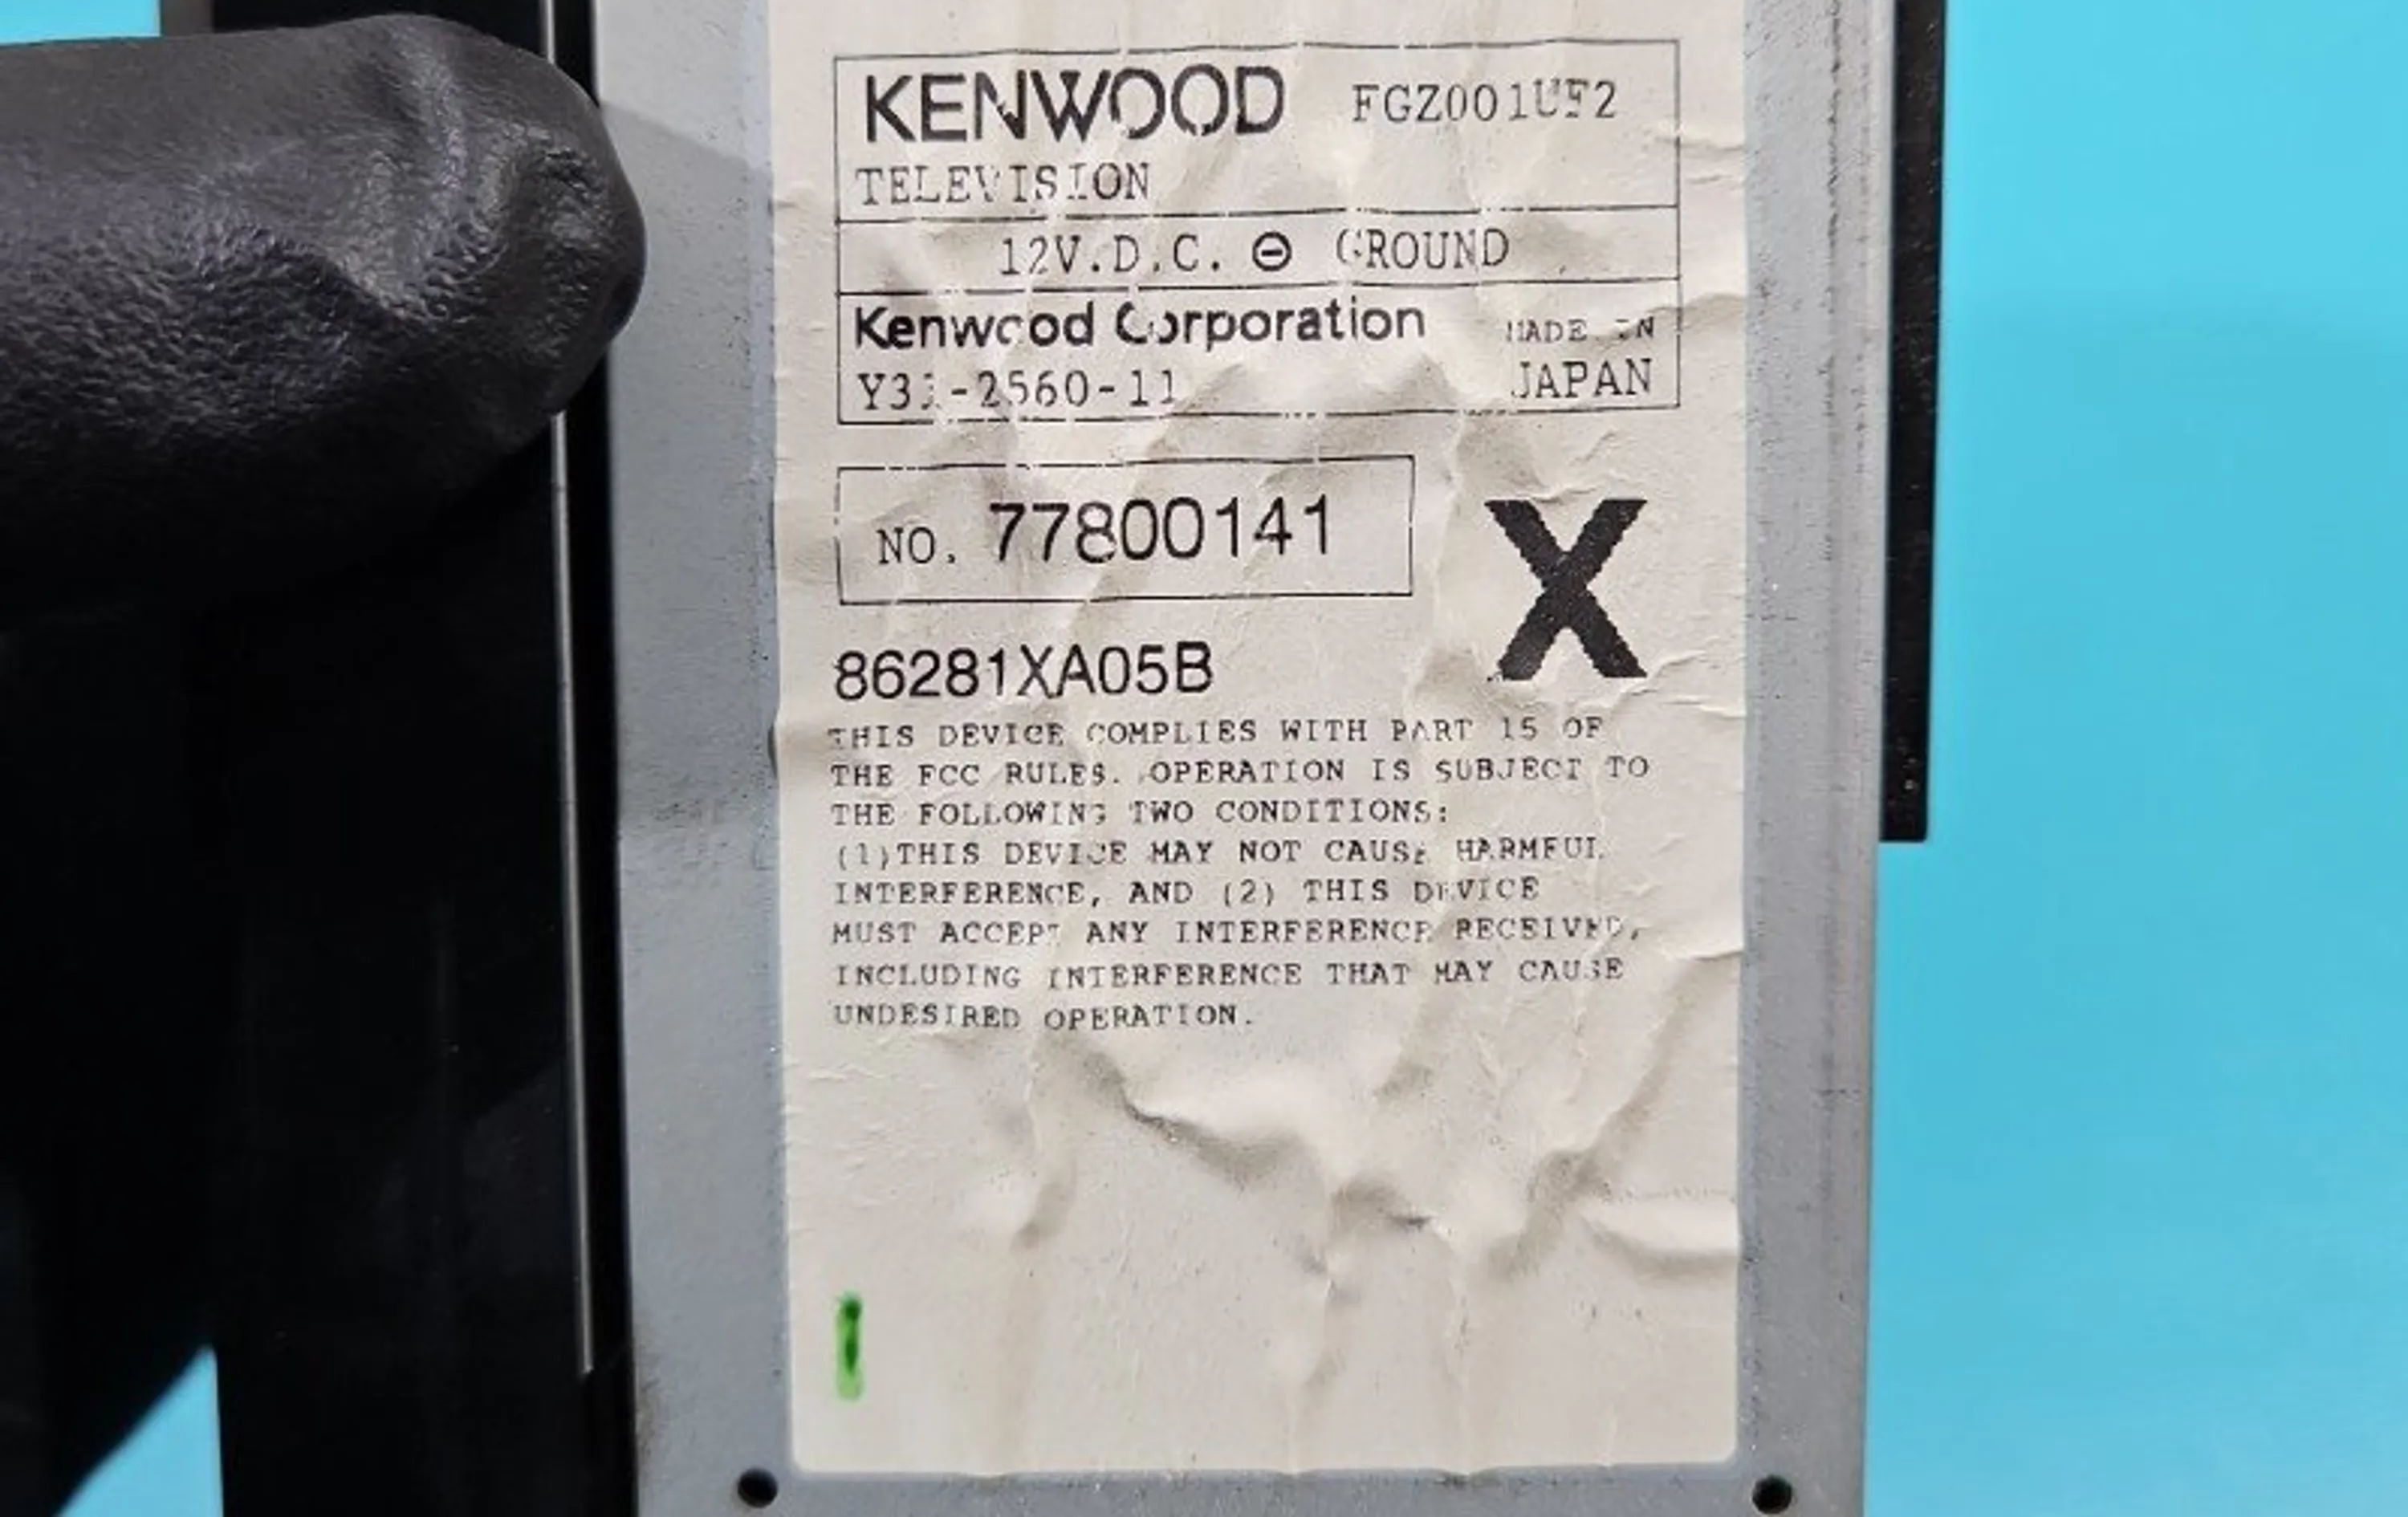 KENWOOD FGZ001UF2
TELEVISION
12V.D.C. ⊖ GROUND
Kenwood Corporation MADE IN
JAPAN
NO. 77800141
X
86281XA05B
THIS DEVICE COMPLIES WITH PART 15 OF
THE FCC RULES. OPERATION IS SUBJECT TO
THE FOLLOWING TWO CONDITIONS:
(1)THIS DEVICE MAY NOT CAUSE HARMFUL
INTERFERENCE, AND (2) THIS DEVICE
MUST ACCEPT ANY INTERFERENCE RECEIVED,
INCLUDING INTERFERENCE THAT MAY CAUSE
UNDESIRED OPERATION.